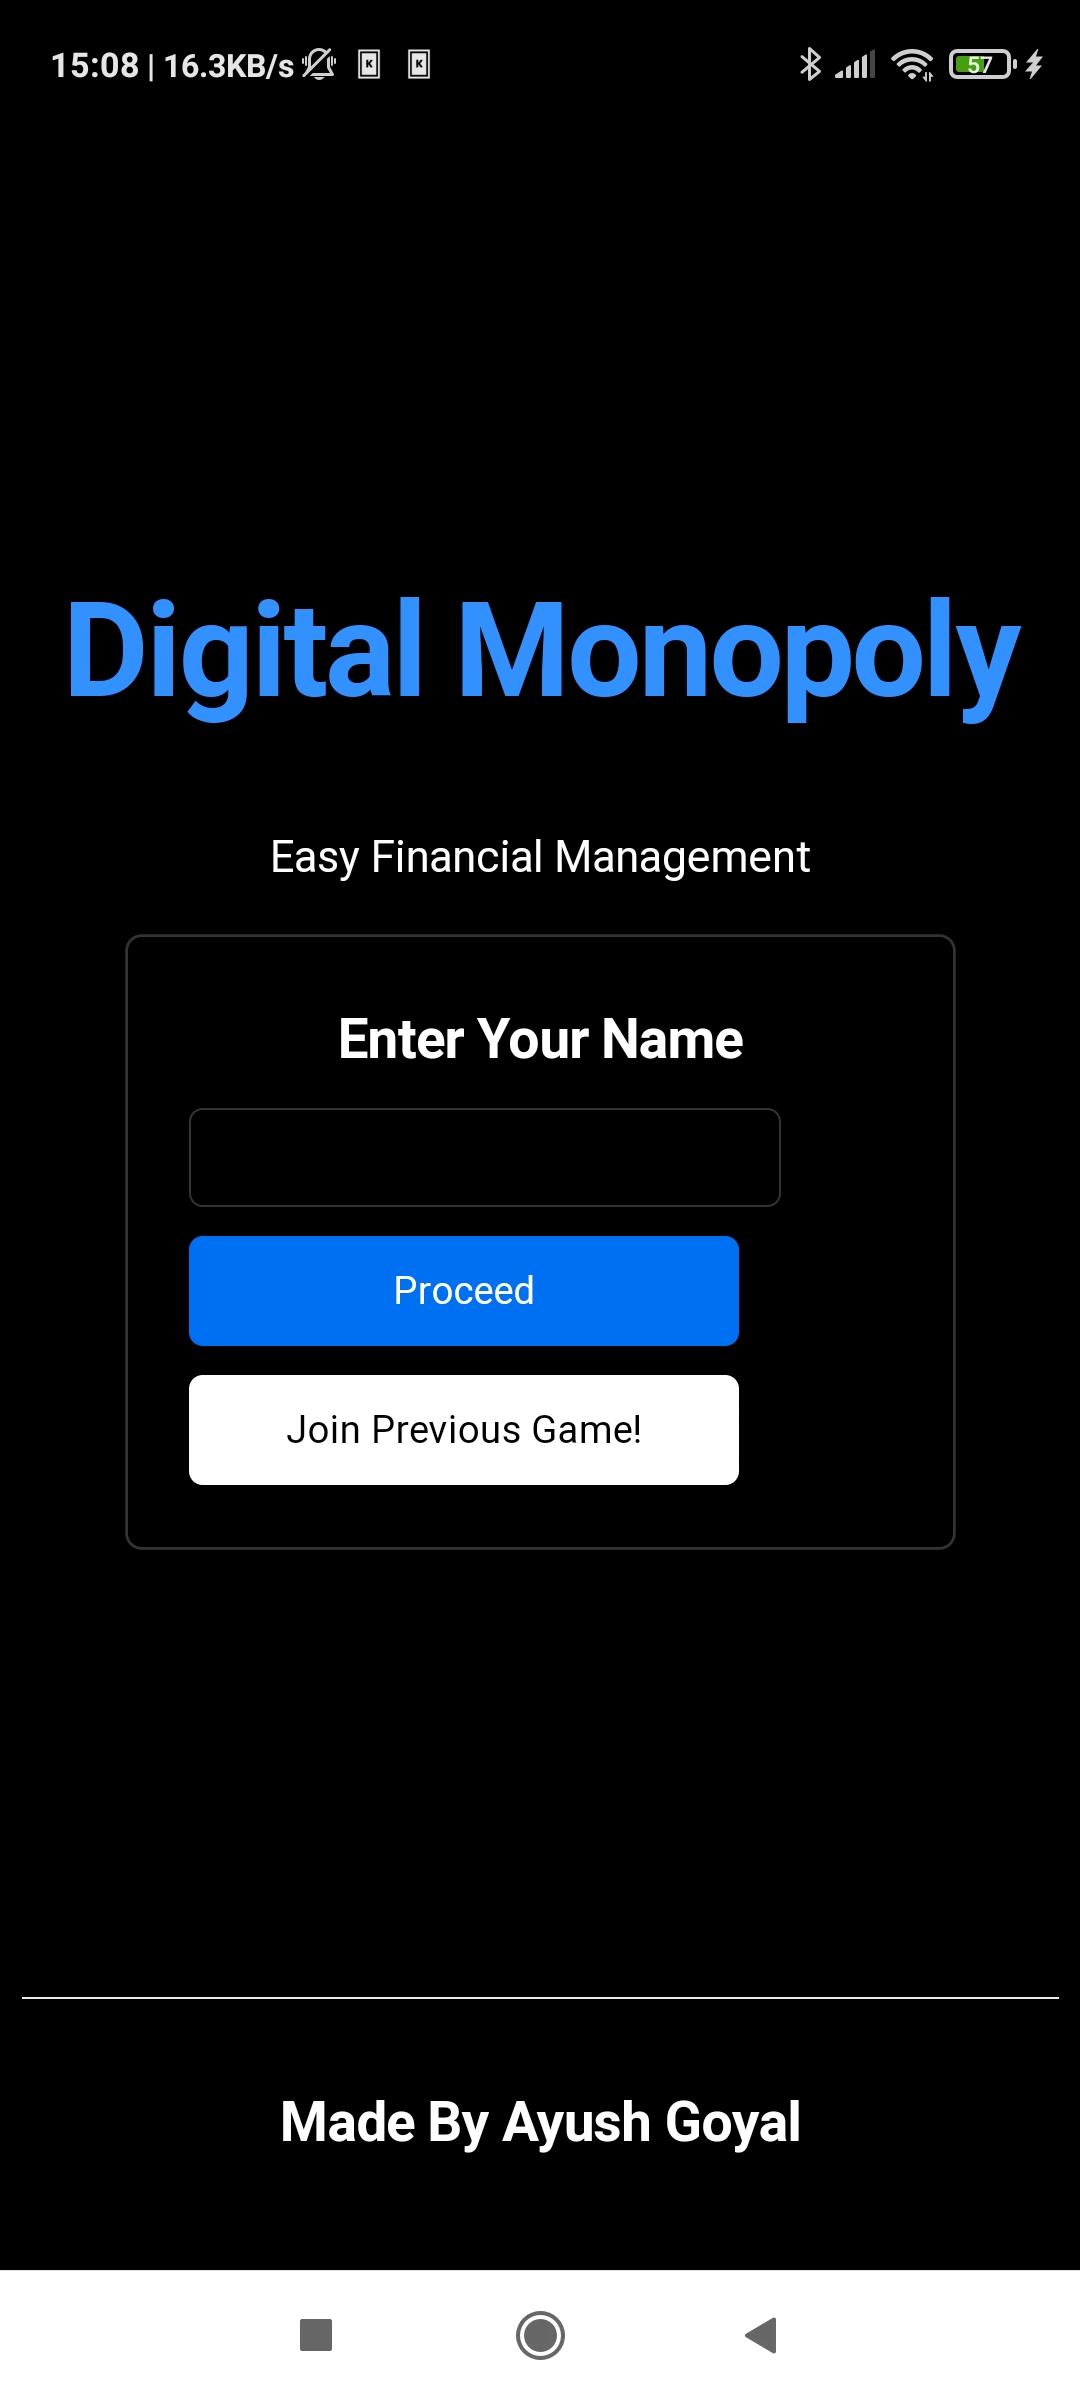 15:08 | 16.3KB/s K K 57
Digital Monopoly
Easy Financial Management
Enter Your Name
Proceed
Join Previous Game!
Made By Ayush Goyal